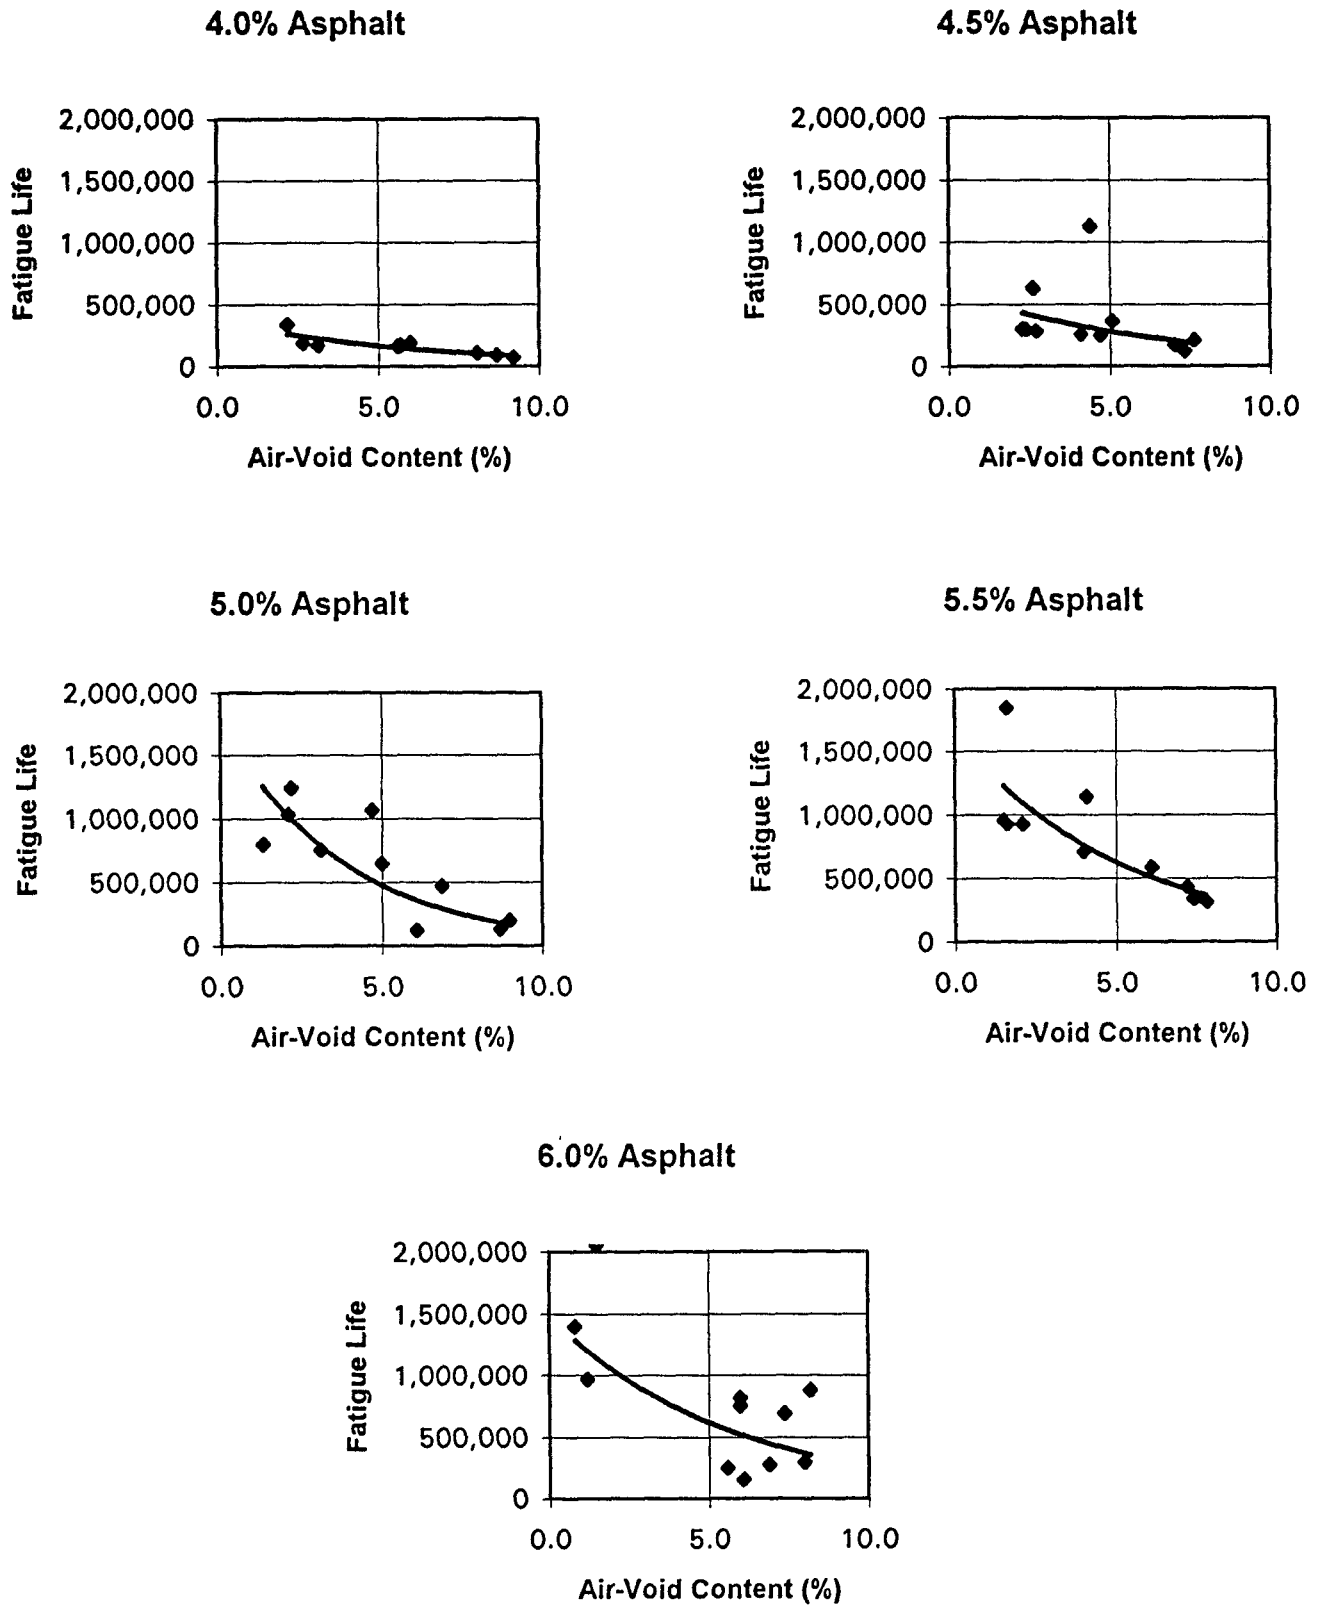 4.0% Asphalt
4.5% Asphalt
2,000,000
1,500,000
1,000,000
500,000
0
Fatigue Life
0.0 5.0 10.0
Air-Void Content (%)
2,000,000
1,500,000
1,000,000
500,000
0
Fatigue Life
0.0 5.0 10.0
Air-Void Content (%)
5.0% Asphalt
5.5% Asphalt
2,000,000
1,500,000
1,000,000
500,000
0
Fatigue Life
0.0 5.0 10.0
Air-Void Content (%)
2,000,000
1,500,000
1,000,000
500,000
0
Fatigue Life
0.0 5.0 10.0
Air-Void Content (%)
6.0% Asphalt
2,000,000
1,500,000
1,000,000
500,000
0
Fatigue Life
0.0 5.0 10.0
Air-Void Content (%)